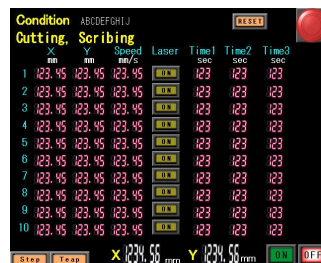 Condition ABCDEFGHIJ RESET
Cutting, Scribing
X Y Speed Laser Time1 Time2 Time3
mm mm mm/s sec sec sec
1 123.45 123.45 123.45 ON 123 123 123
2 123.45 123.45 123.45 ON 123 123 123
3 123.45 123.45 123.45 ON 123 123 123
4 123.45 123.45 123.45 ON 123 123 123
5 123.45 123.45 123.45 ON 123 123 123
6 123.45 123.45 123.45 ON 123 123 123
7 123.45 123.45 123.45 ON 123 123 123
8 123.45 123.45 123.45 ON 123 123 123
9 123.45 123.45 123.45 ON 123 123 123
10 123.45 123.45 123.45 ON 123 123 123
Step Teap X 1234.56 mm Y 1234.56 mm ON OFF